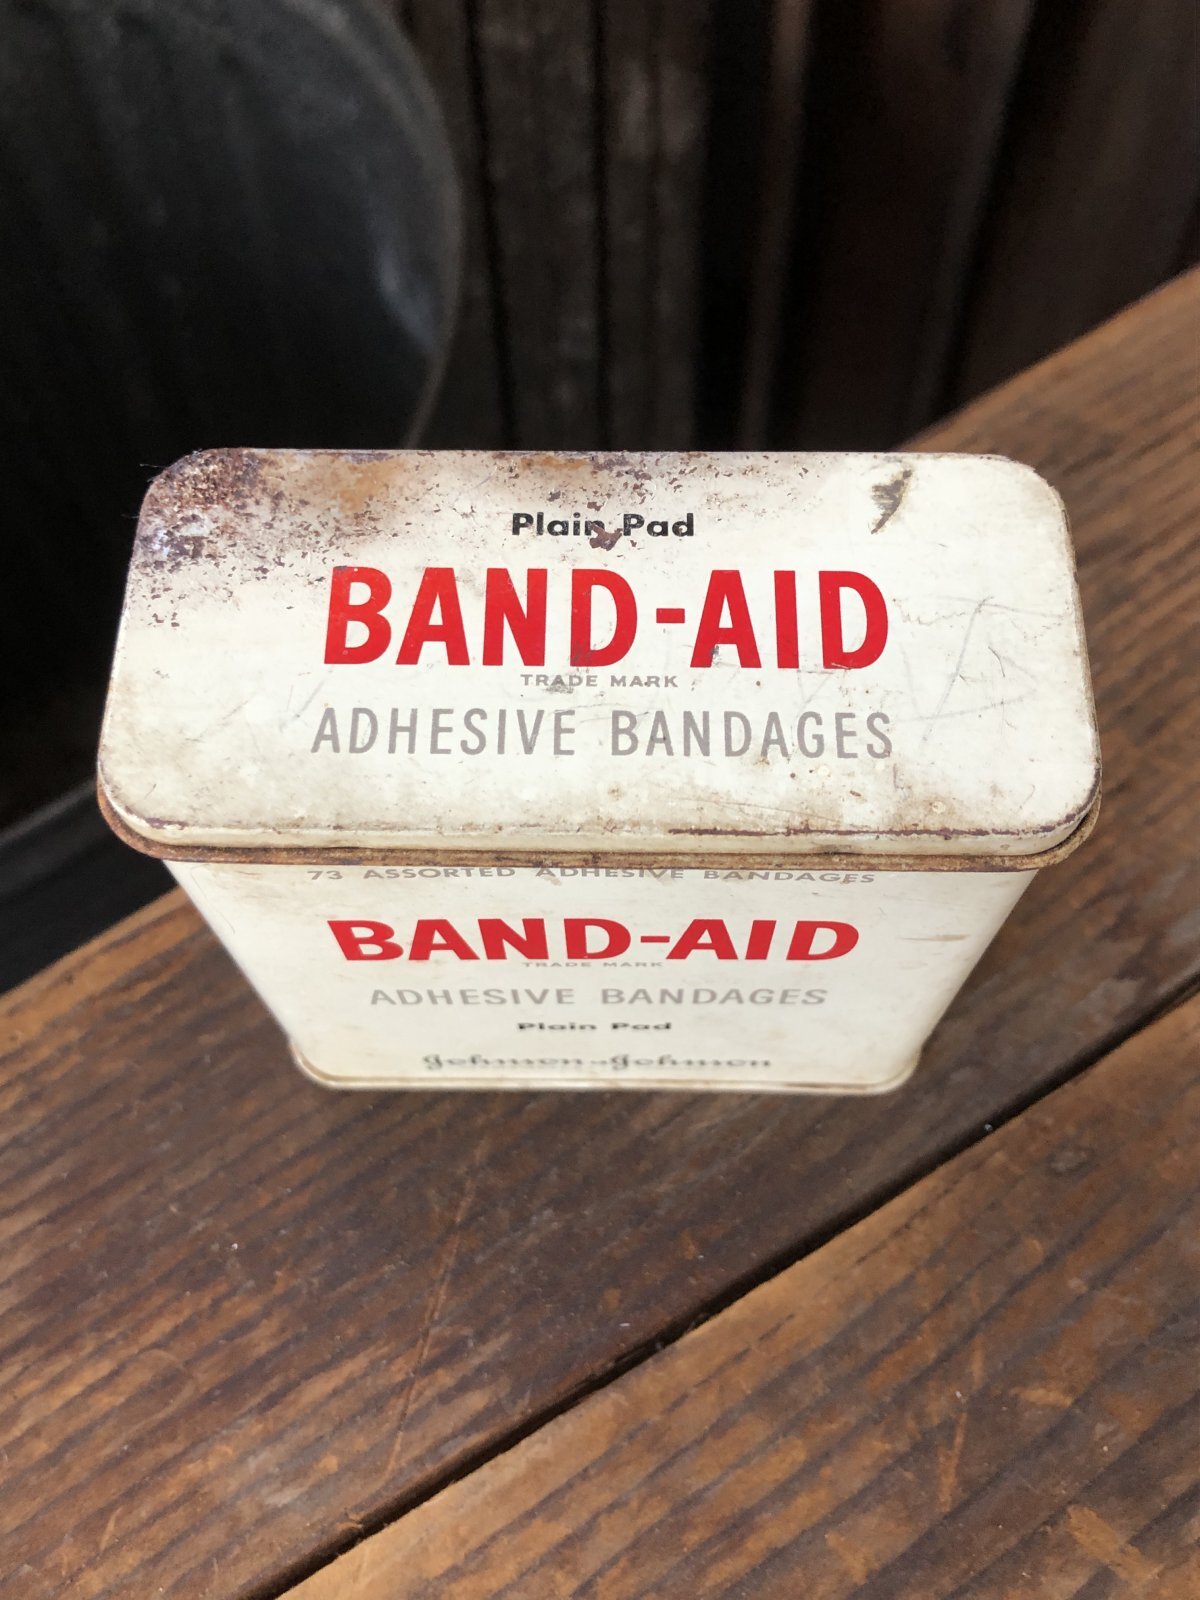 Plain Pad
BAND-AID
TRADE MARK
ADHESIVE BANDAGES
73 ASSORTED ADHESIVE BANDAGES
BAND-AID
TRADE MARK
ADHESIVE BANDAGES
Plain Pad
Johnson & Johnson